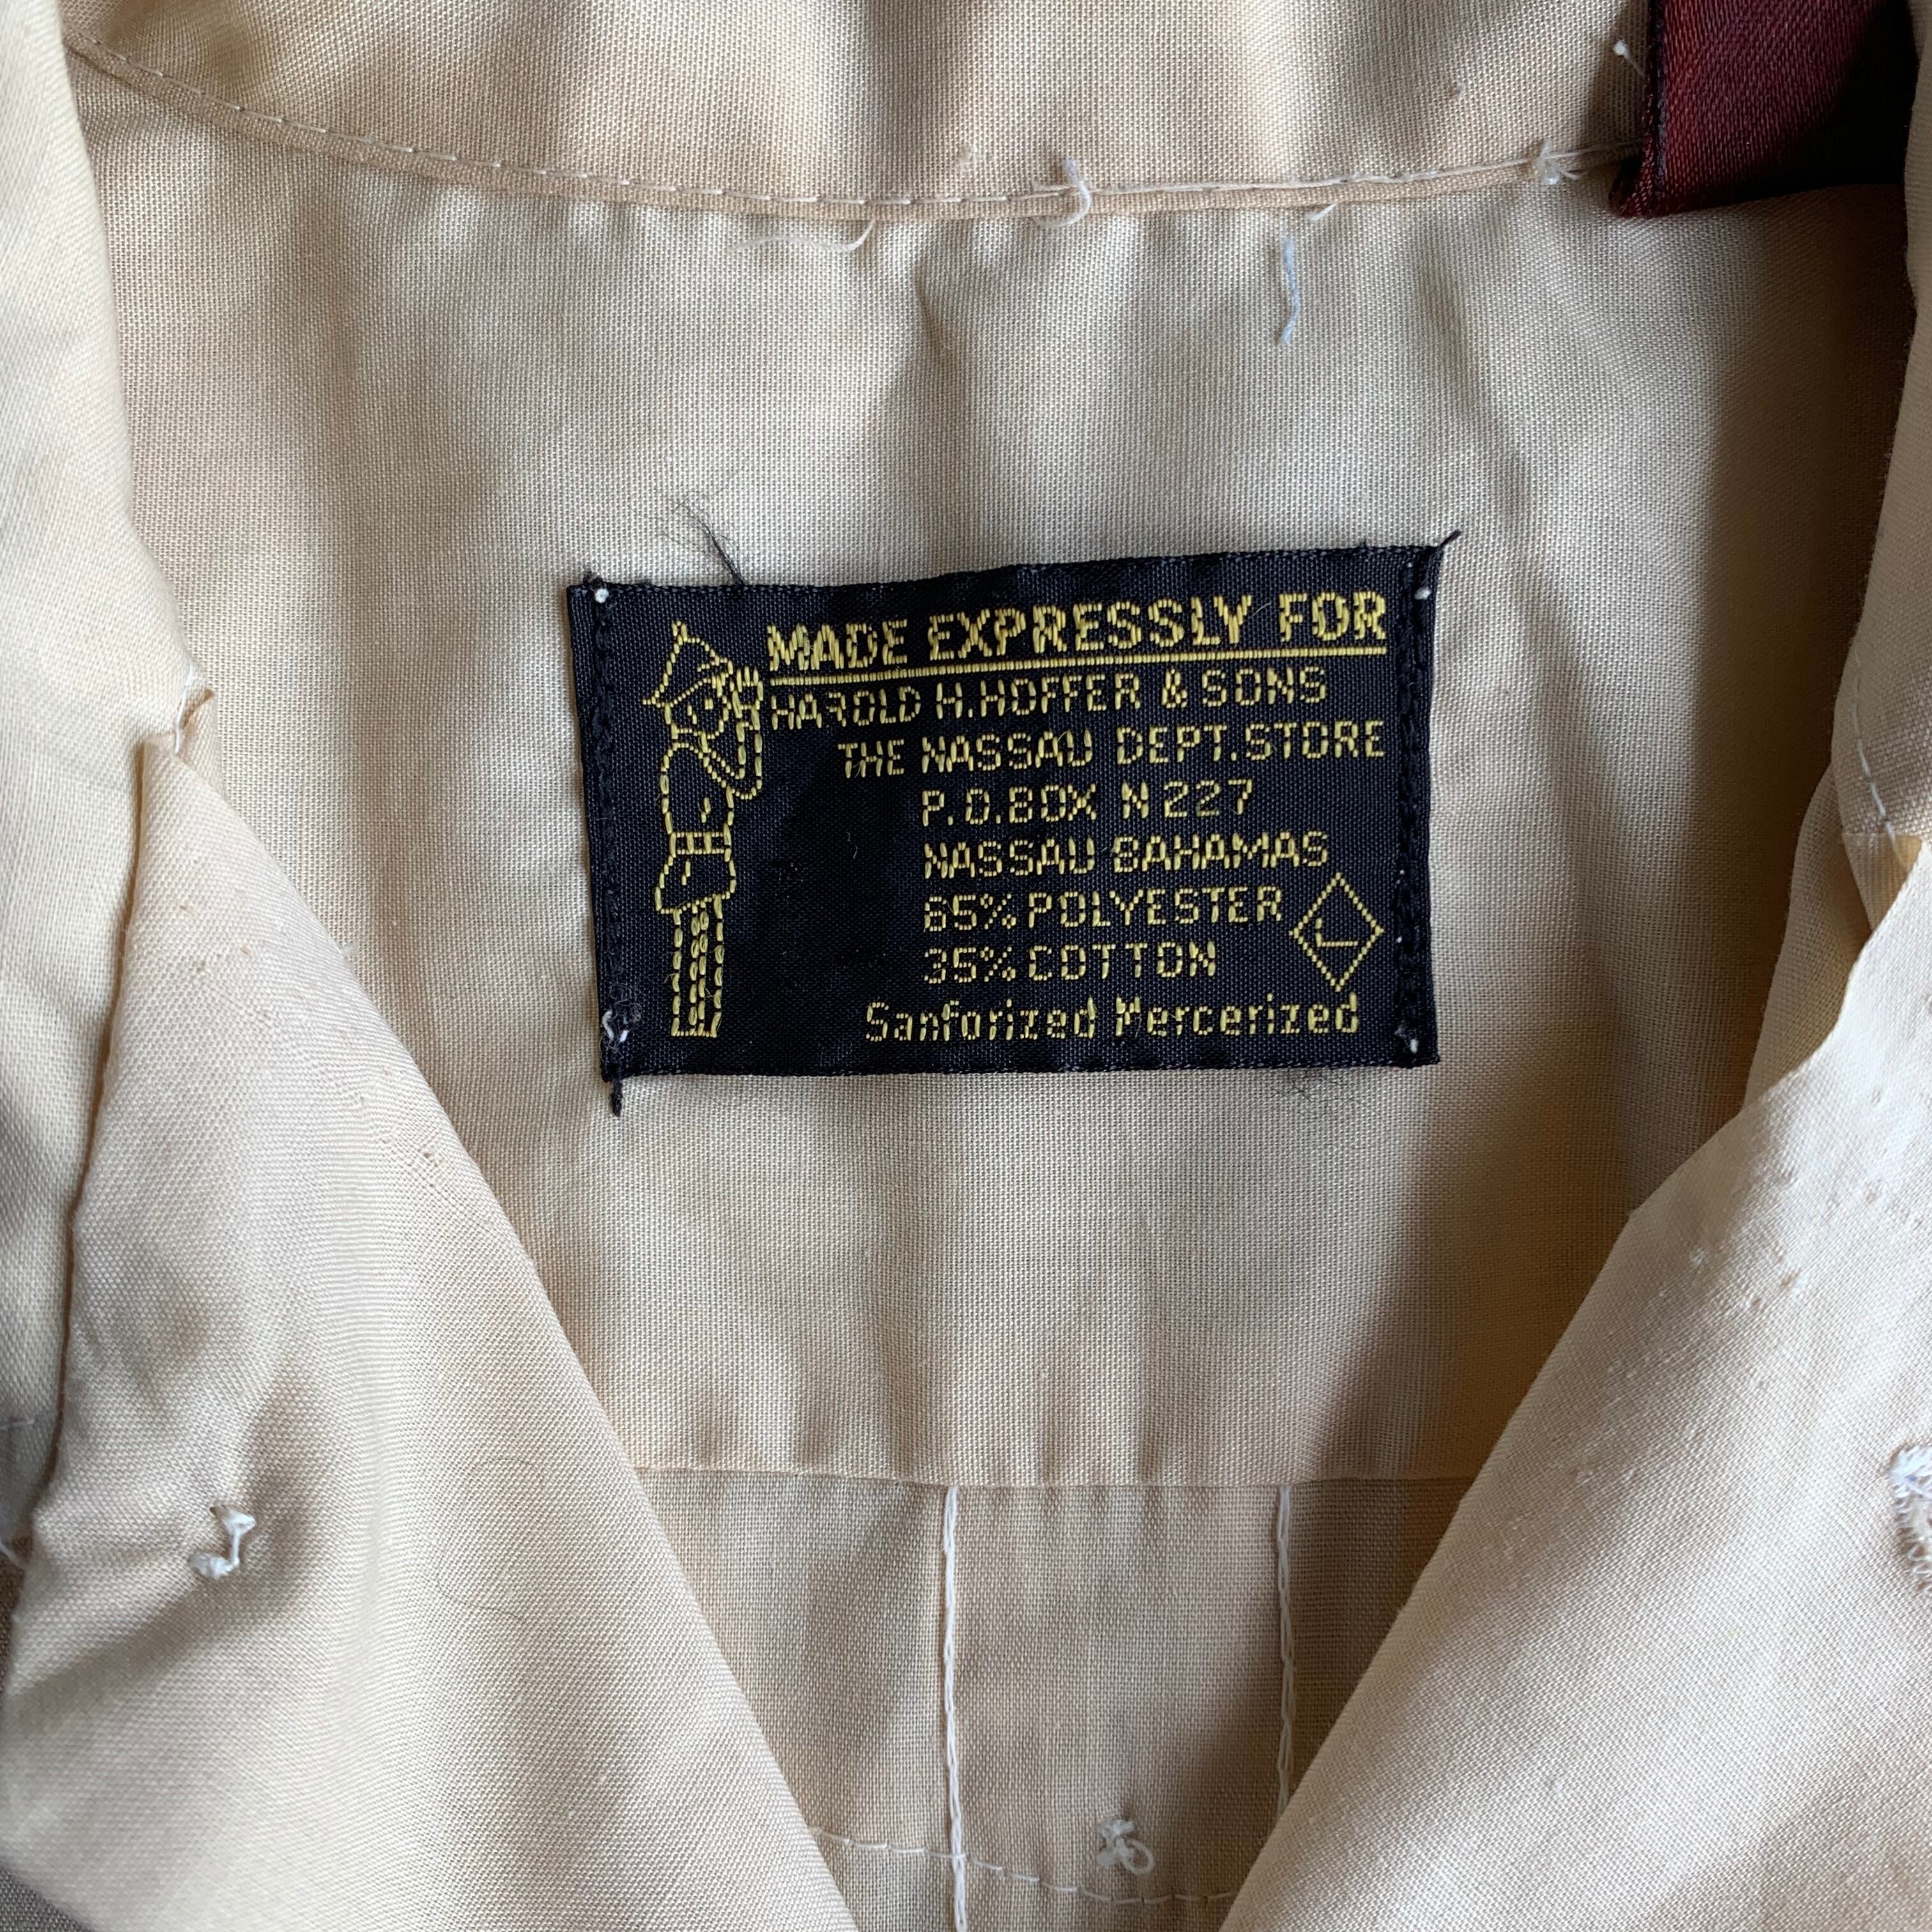 MADE EXPRESSLY FOR
HAROLD H.HOFFER & SONS
THE NASSAU DEPT.STORE
P.O.BOX N 227
NASSAU BAHAMAS
65% POLYESTER
35% COTTON
L
Sanforized Mercerized